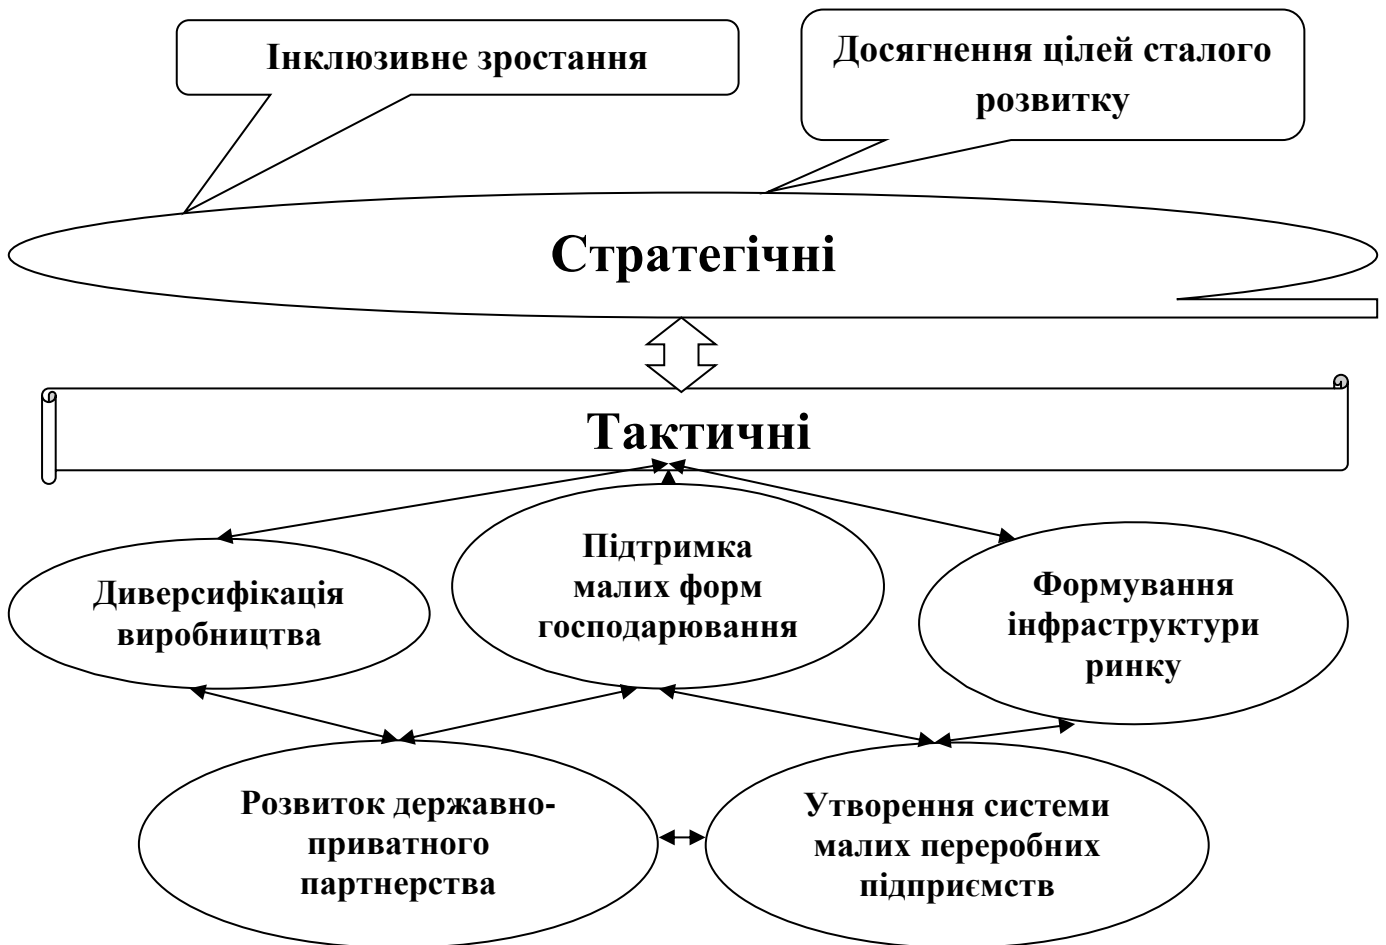 Інклюзивне зростання
Досягнення цілей сталого
розвитку
Стратегічні
Тактичні
Диверсифікація
виробництва
Підтримка
малих форм
господарювання
Формування
інфраструктури
ринку
Розвиток державно-
приватного
партнерства
Утворення системи
малих переробних
підприємств